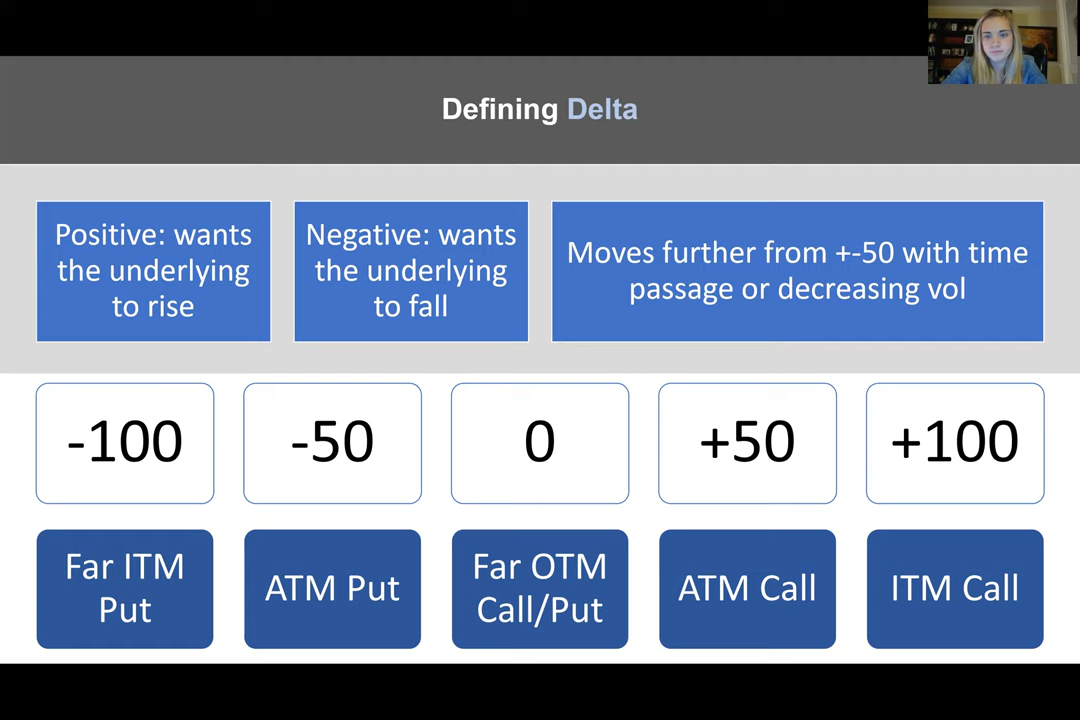 Defining Delta
Positive: wants
the underlying
to rise
Negative: wants
the underlying
to fall
Moves further from +-50 with time
passage or decreasing vol
-100
-50
0
+50
+100
Far ITM
Put
ATM Put
Far OTM
Call/Put
ATM Call
ITM Call